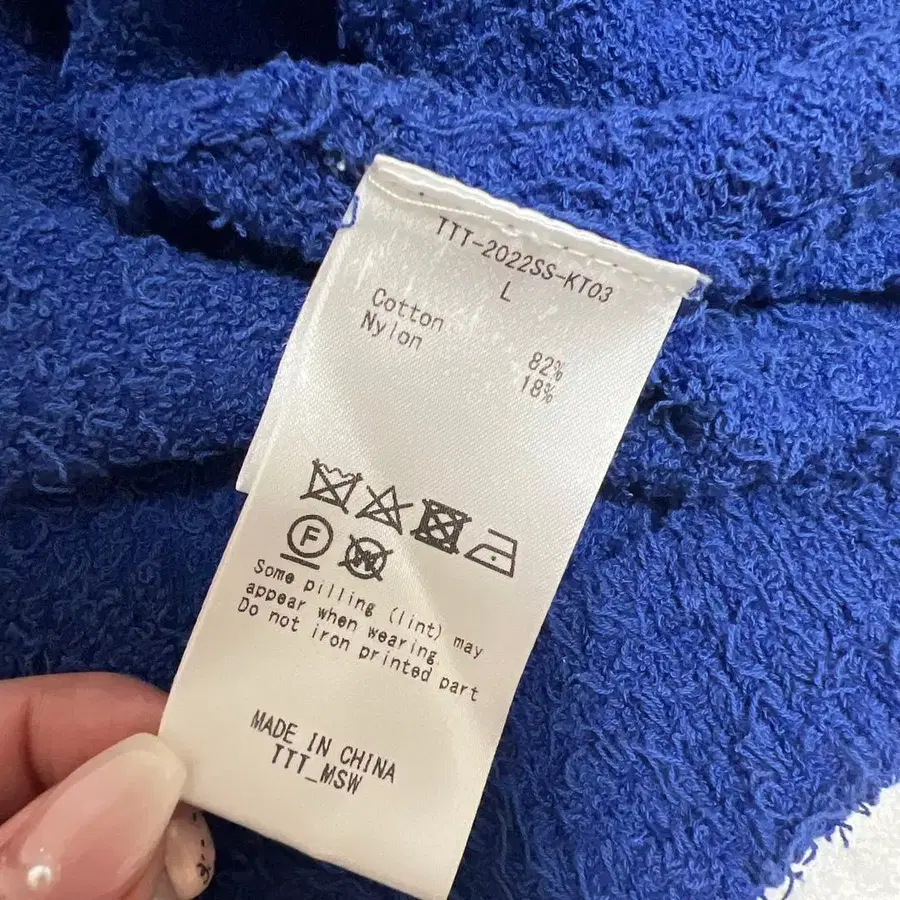 TTT-2022SS-KT03
L
Cotton 82%
Nylon 18%
F
W
Some pilling (lint) may
appear when wearing.
Do not iron printed part
MADE IN CHINA
TTT_MSW